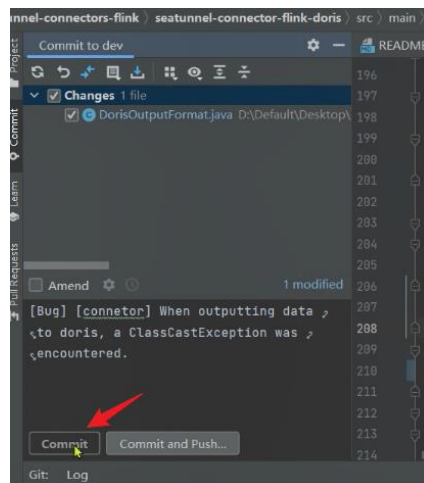 nnel-connectors-flink 〉 seatunnel-connector-flink-doris 〉 src 〉 main
Project
Commit
Learn
Pull Requests
Commit to dev
README
Changes 1 file
DorisOutputFormat.java D:\Default\Desktop\
Amend
1 modified
[Bug] [connetor] When outputting data
to doris, a ClassCastException was
encountered.
Commit
Commit and Push...
Git: Log
196
197
198
199
200
201
202
203
204
205
206
207
208
209
210
211
212
213
214